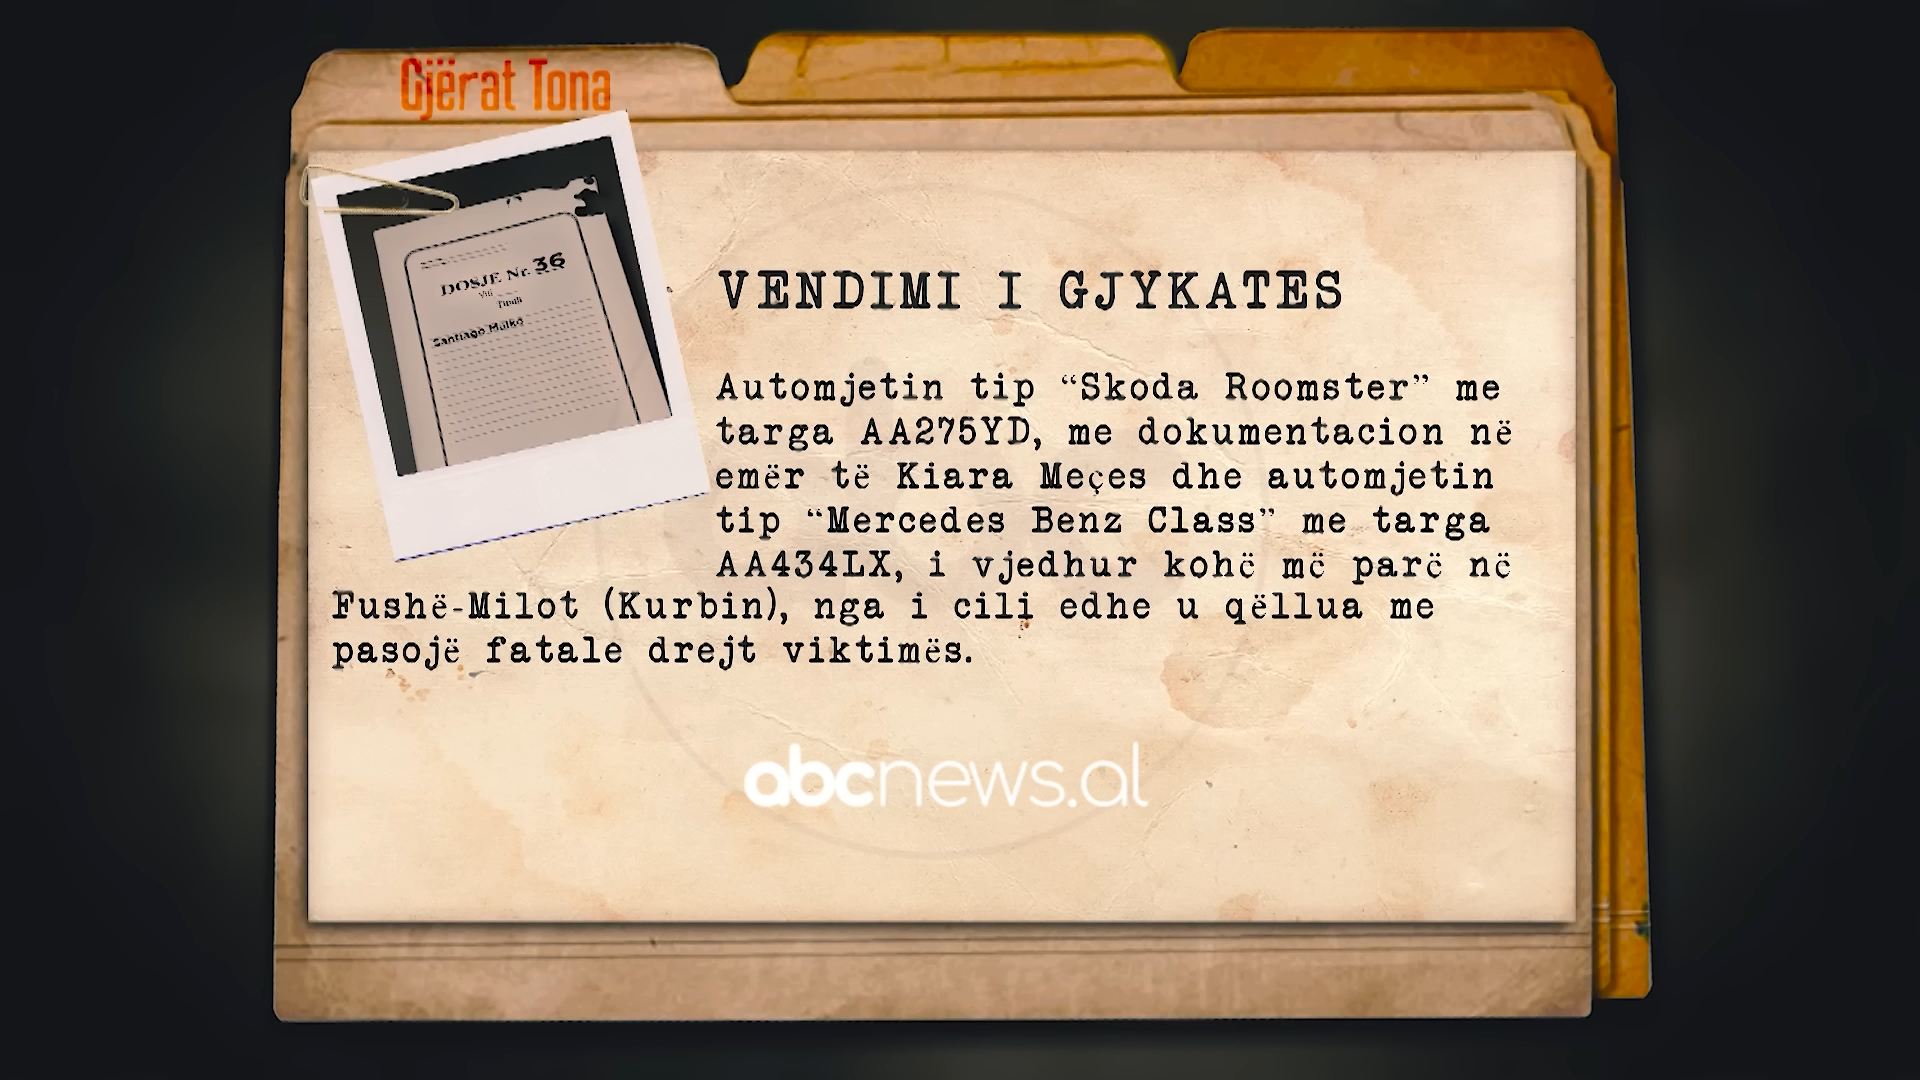 Gjërat Tona
DOSJE Nr. 36
Viti
Titulli
Santiago Malko
VENDIMI I GJYKATES
Automjetin tip “Skoda Roomster” me
targa AA275YD, me dokumentacion në
emër të Kiara Meçes dhe automjetin
tip “Mercedes Benz Class” me targa
AA434LX, i vjedhur kohë më parë në
Fushë-Milot (Kurbin), nga i cili edhe u qëllua me
pasojë fatale drejt viktimës.
abcnews.al